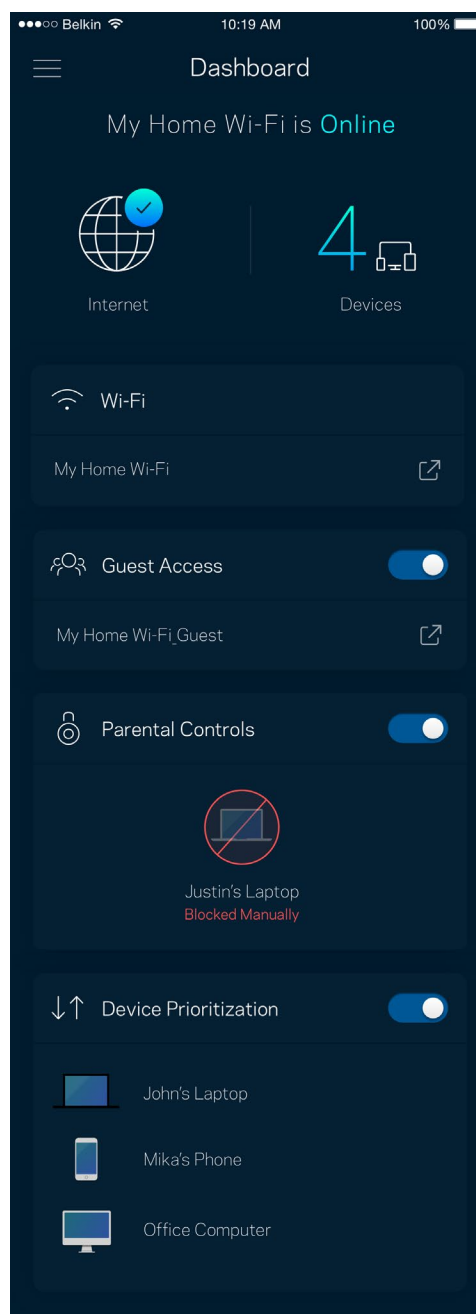 Belkin 10:19 AM 100%
Dashboard
My Home Wi-Fi is Online
4
Internet Devices
Wi-Fi
My Home Wi-Fi
Guest Access
My Home Wi-Fi_Guest
Parental Controls
Justin's Laptop
Blocked Manually
Device Prioritization
John's Laptop
Mika's Phone
Office Computer